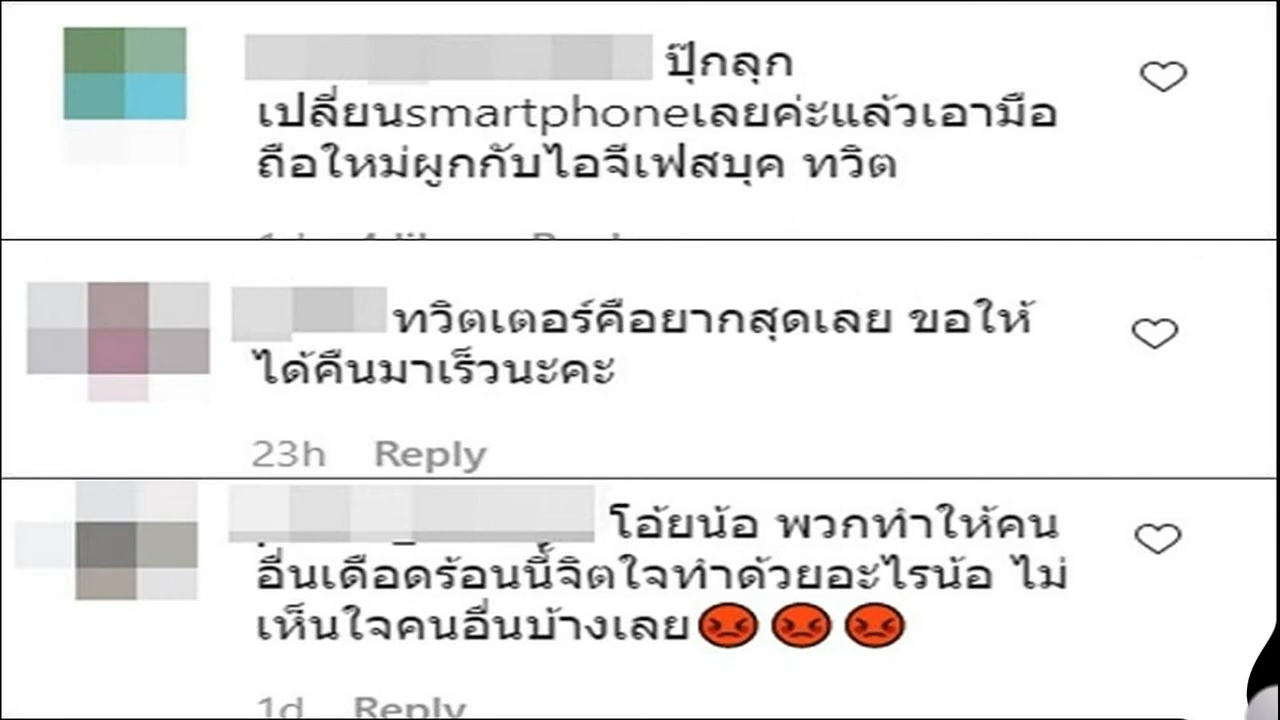 ปุ๊กลุก
เปลี่ยนsmartphoneเลยค่ะแล้วเอามือ
ถือใหม่ผูกกับไอจีเฟสบุค ทวิต
ทวิตเตอร์คือยากสุดเลย ขอให้
ได้คืนมาเร็วนะคะ
23h Reply
โอ้ยน้อ พวกทำให้คน
อื่นเดือดร้อนนี้จิตใจทำด้วยอะไรน้อ ไม่
เห็นใจคนอื่นบ้างเลย😡😡😡
1d Reply